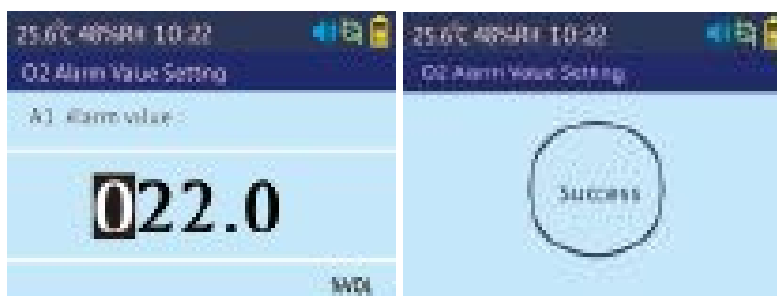 25.6℃ 48%RH 10:22
O2 Alarm Value Setting
A1 Alarm value :
022.0
%VOL
25.6℃ 48%RH 10:22
O2 Alarm Value Setting
Success